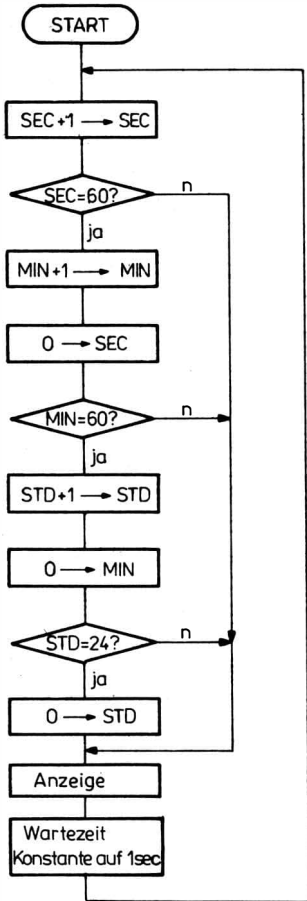 START
SEC+1 → SEC
SEC=60?
n
ja
MIN+1 → MIN
0 → SEC
MIN=60?
n
ja
STD+1 → STD
0 → MIN
STD=24?
n
ja
0 → STD
Anzeige
Wartezeit
Konstante auf 1sec